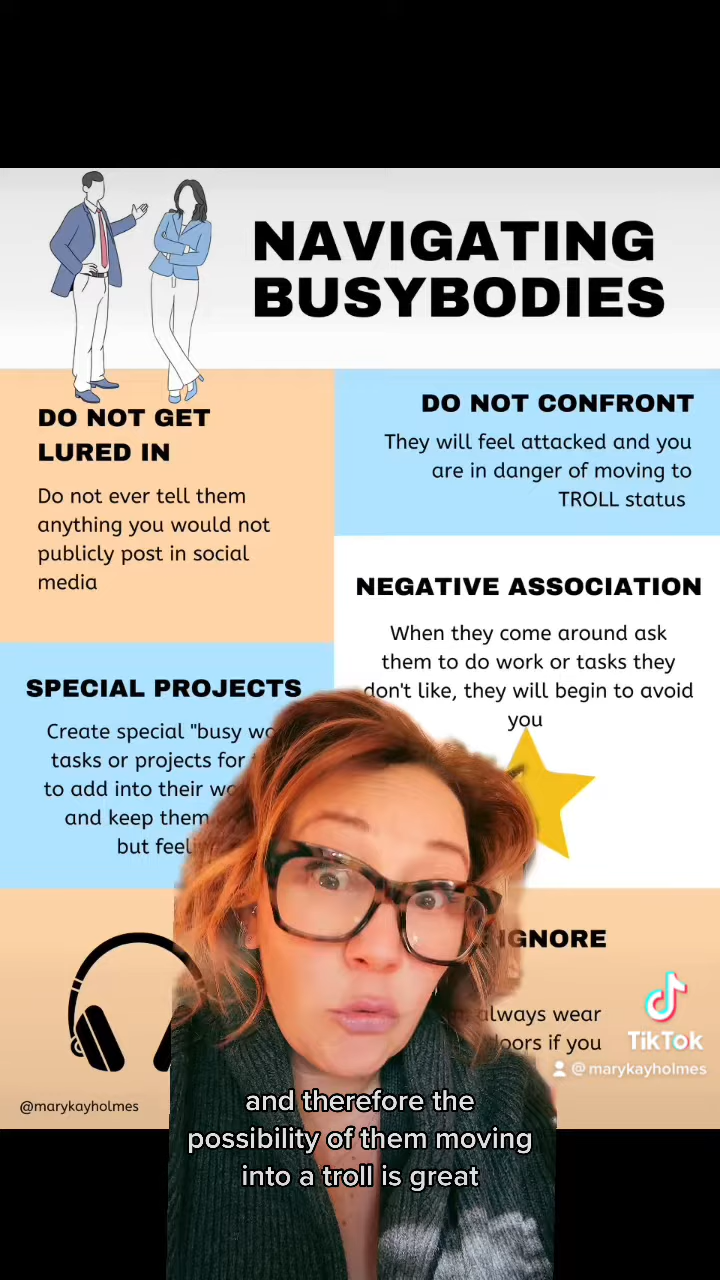 NAVIGATING
BUSYBODIES
DO NOT GET
LURED IN
Do not ever tell them
anything you would not
publicly post in social
media
DO NOT CONFRONT
They will feel attacked and you
are in danger of moving to
TROLL status
NEGATIVE ASSOCIATION
When they come around ask
them to do work or tasks they
don't like, they will begin to avoid
you
SPECIAL PROJECTS
Create special "busy
tasks or projects for
to add into their
and keep them
but
IGNORE
always wear
if you
TikTok
@marykayholmes
@marykayholmes
and therefore the
possibility of them moving
into a troll is great